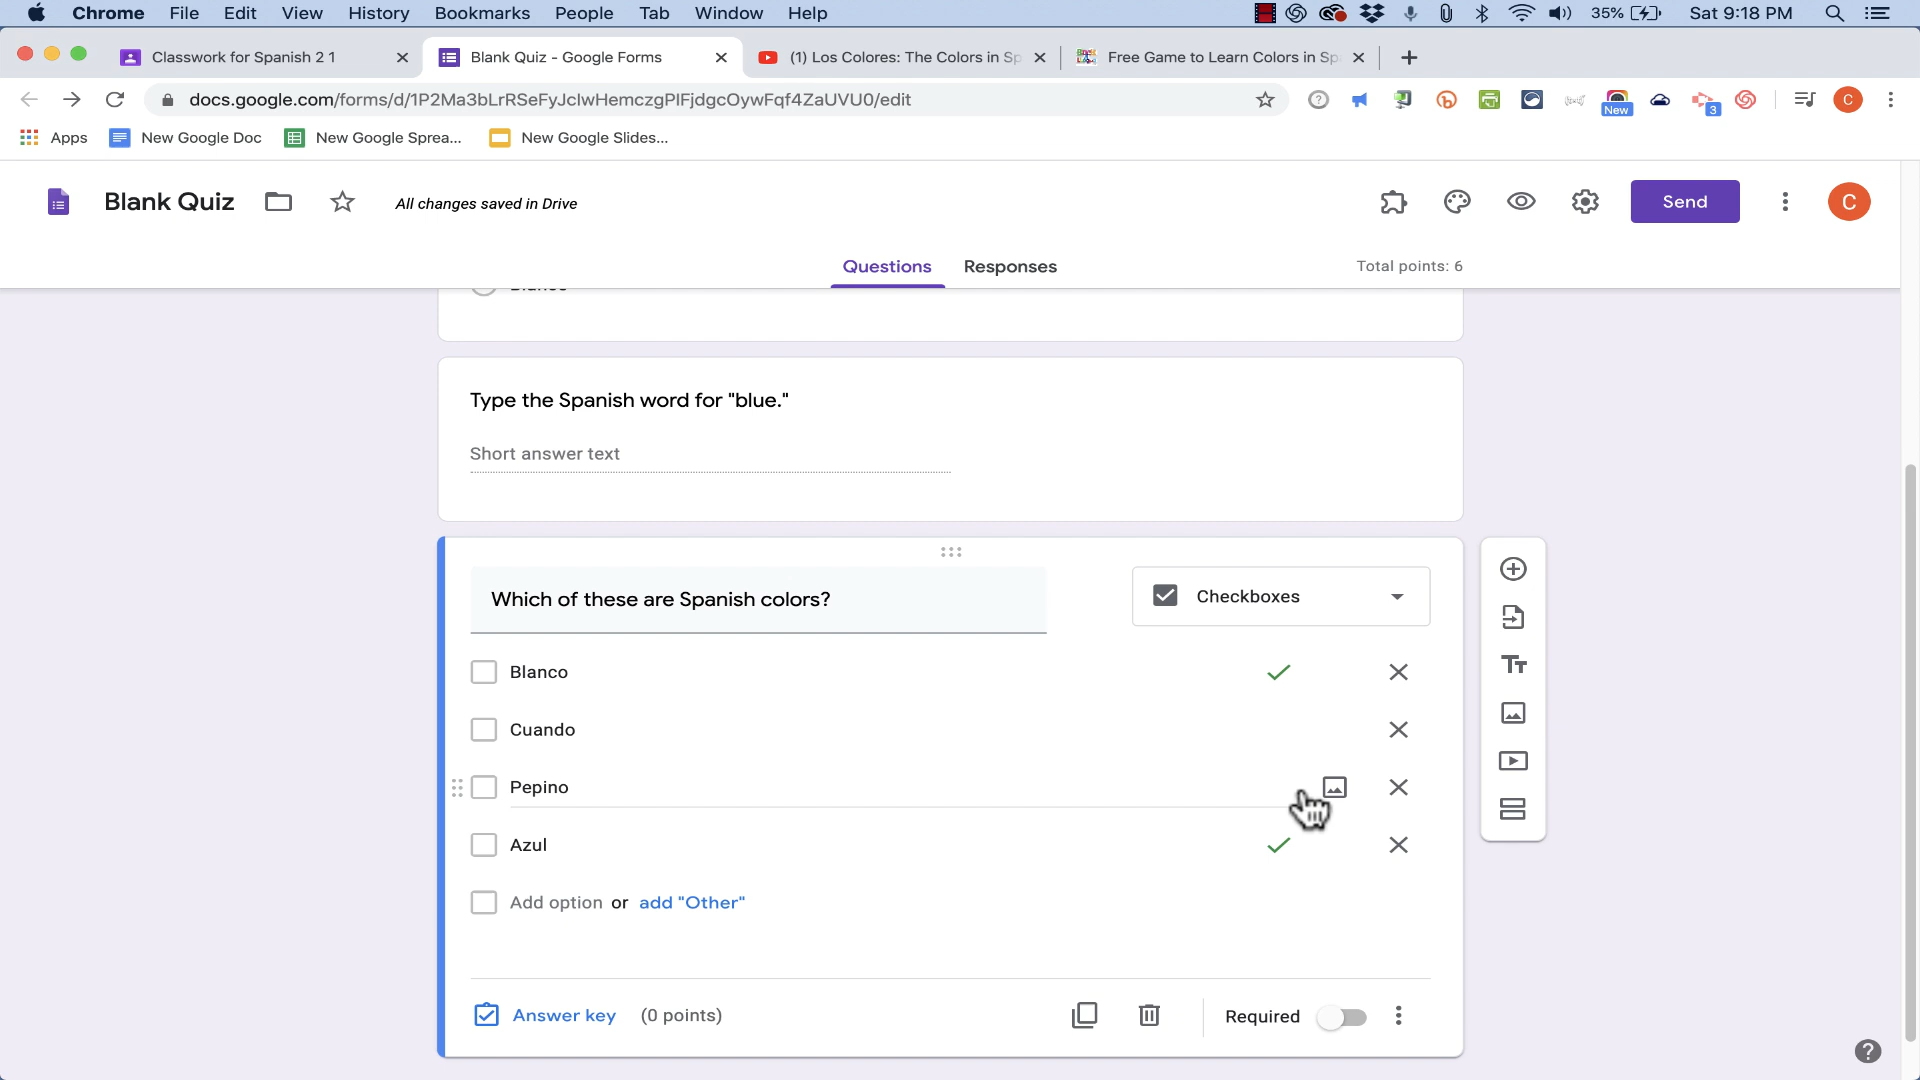 Chrome File Edit View History Bookmarks People Tab Window Help 35% Sat 9:18 PM
Classwork for Spanish 2 1 Blank Quiz - Google Forms (1) Los Colores: The Colors in Sp Free Game to Learn Colors in Sp
docs.google.com/forms/d/1P2Ma3bLrRSeFyJclwHemczgPlFjdgcOywFqf4ZaUVU0/edit New 3 C
Apps New Google Doc New Google Sprea... New Google Slides...
Blank Quiz All changes saved in Drive Send C
Questions Responses Total points: 6
Blanco
Type the Spanish word for "blue."
Short answer text
Which of these are Spanish colors? Checkboxes
Blanco
Cuando
Pepino
Azul
Add option or add "Other"
Answer key (0 points) Required